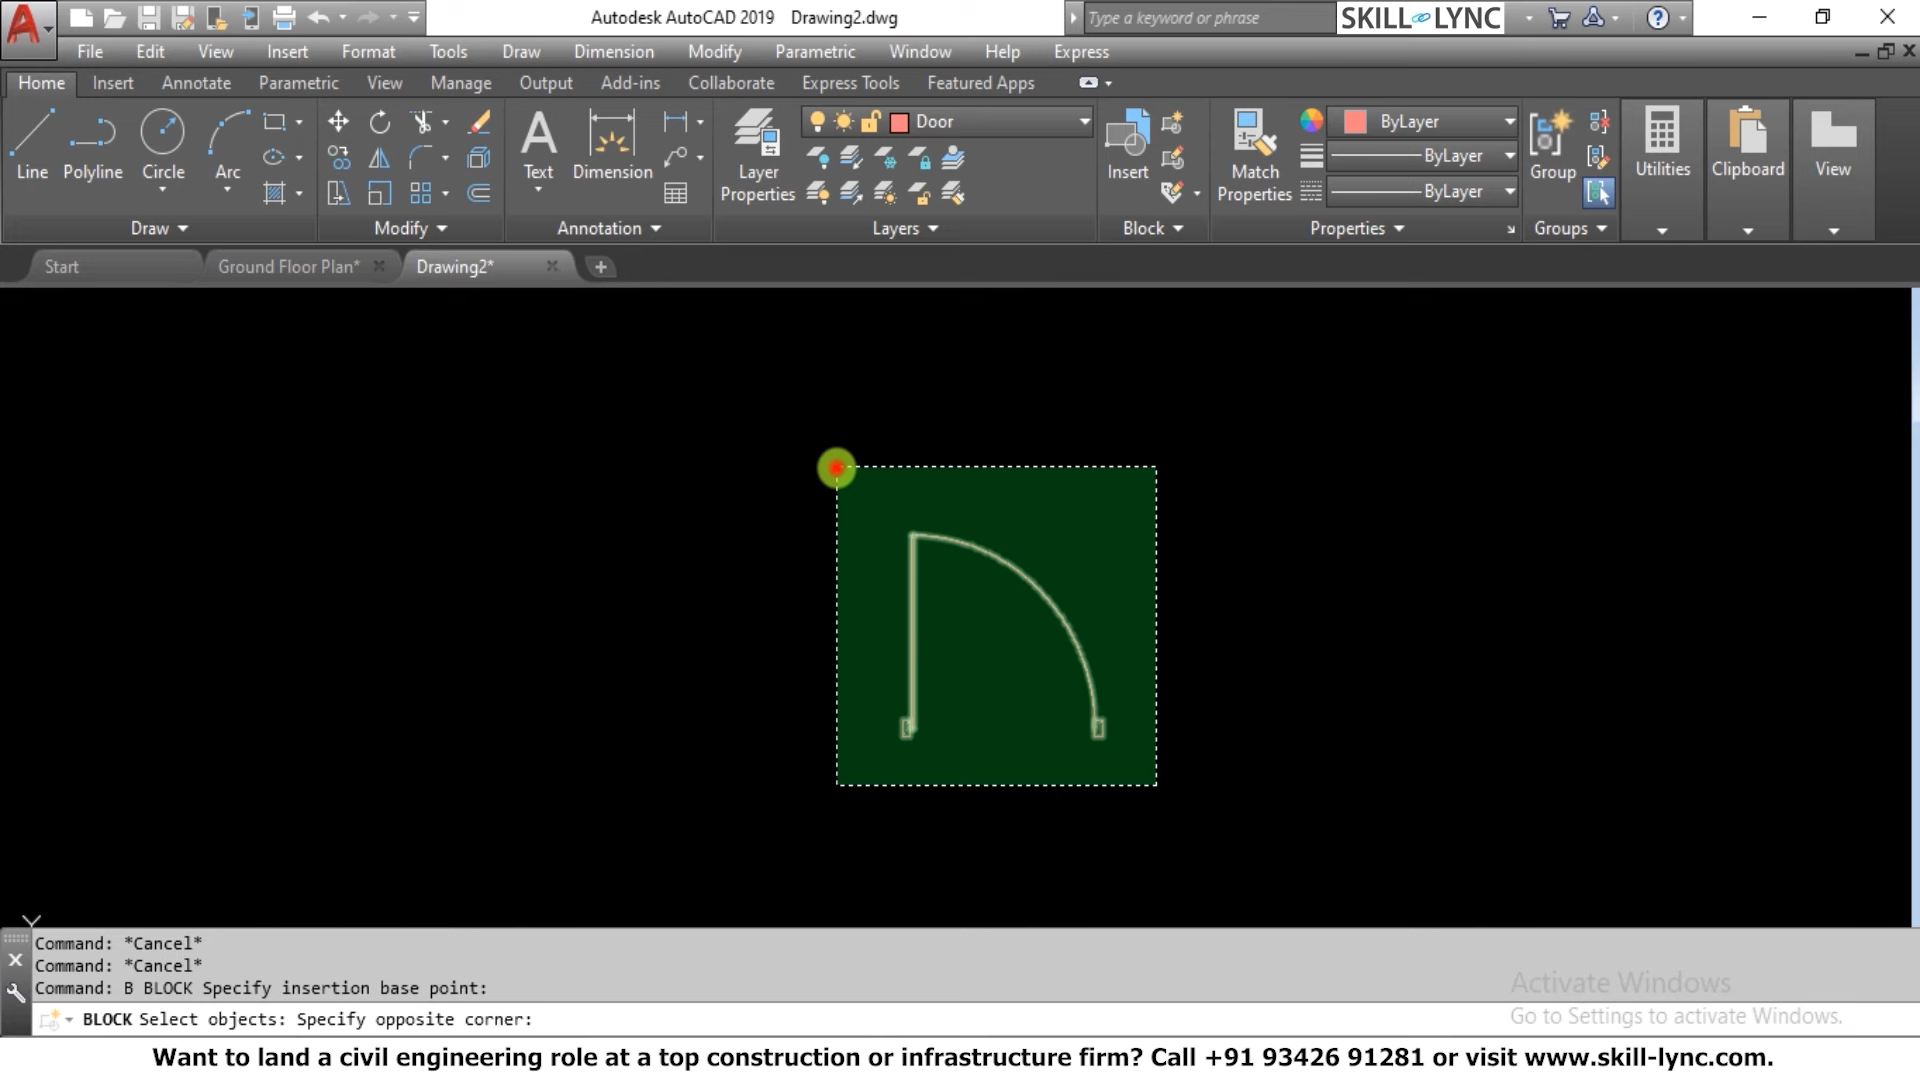 Autodesk AutoCAD 2019 Drawing2.dwg
Type a keyword or phrase
SKILL LYNC
File Edit View Insert Format Tools Draw Dimension Modify Parametric Window Help Express
Home Insert Annotate Parametric View Manage Output Add-ins Collaborate Express Tools Featured Apps
Line Polyline Circle Arc
Text Dimension
Layer Properties
Door
Insert
Match Properties
ByLayer
ByLayer
ByLayer
Group
Utilities
Clipboard
View
Draw Modify Annotation Layers Block Properties Groups
Start Ground Floor Plan* Drawing2*
Command: *Cancel*
Command: *Cancel*
Command: B BLOCK Specify insertion base point:
BLOCK Select objects: Specify opposite corner:
Activate Windows
Go to Settings to activate Windows.
Want to land a civil engineering role at a top construction or infrastructure firm? Call +91 93426 91281 or visit www.skill-lync.com.